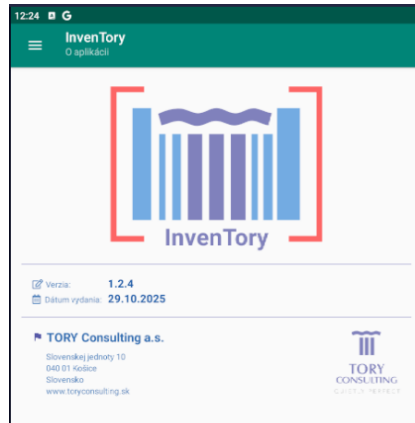 12:24 G
InvenTory
O aplikácii
InvenTory
Verzia: 1.2.4
Dátum vydania: 29.10.2025
TORY Consulting a.s.
Slovenskej jednoty 10
040 01 Košice
Slovensko
www.toryconsulting.sk
TORY
CONSULTING